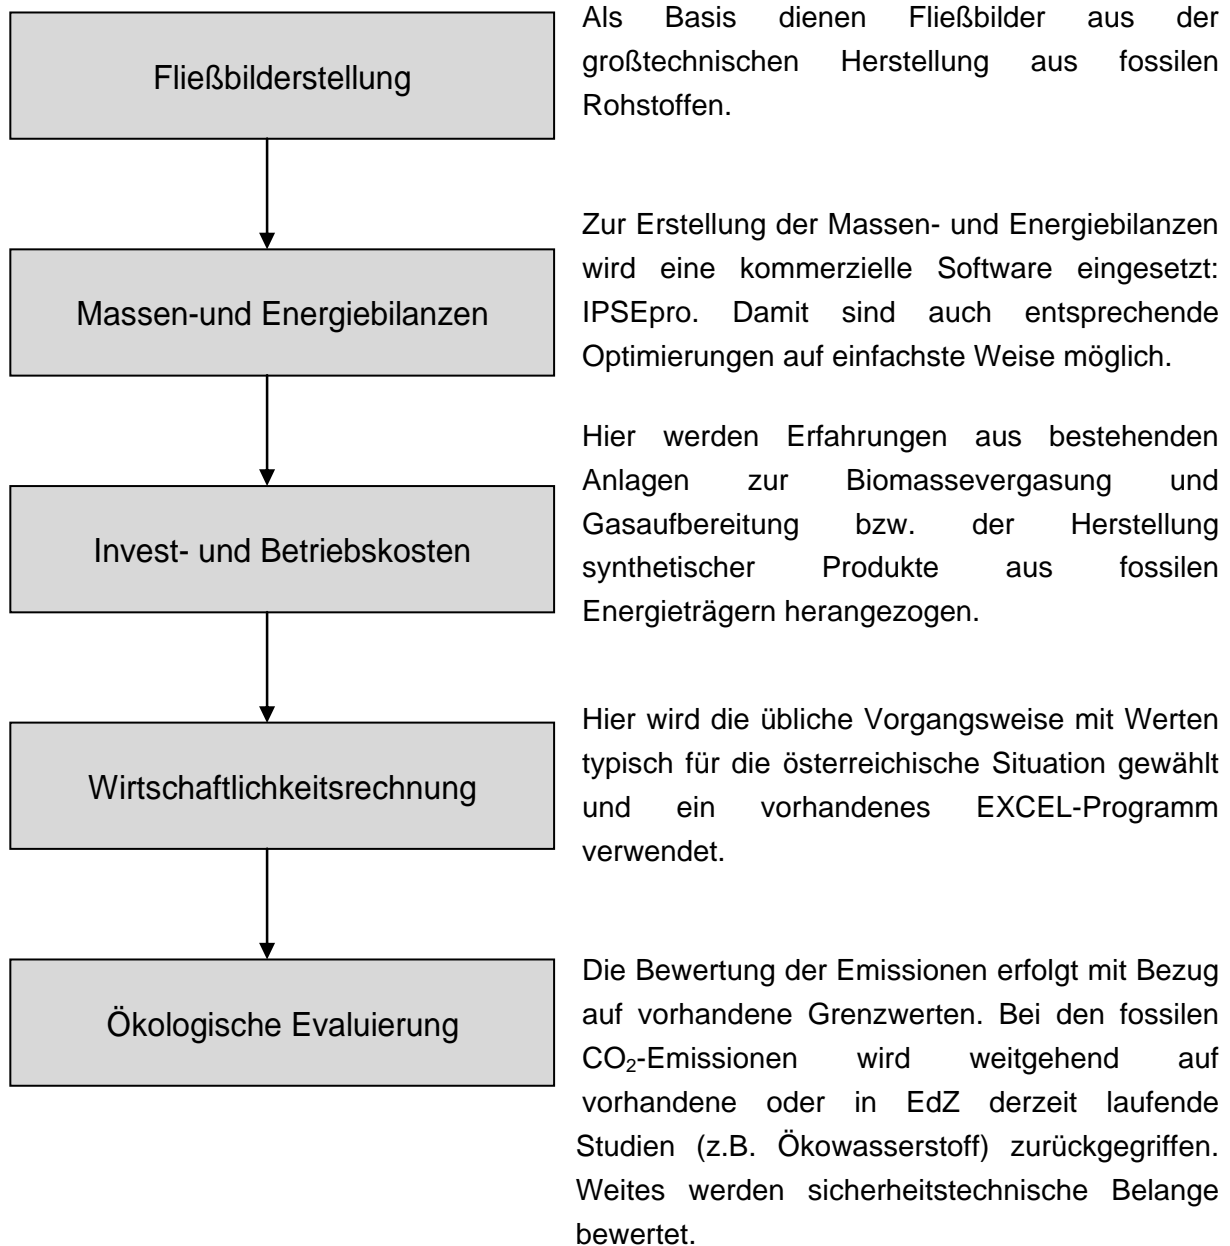 Als Basis dienen Fließbilder aus der
großtechnischen Herstellung aus fossilen
Rohstoffen.
Fließbilderstellung
Zur Erstellung der Massen- und Energiebilanzen
wird eine kommerzielle Software eingesetzt:
IPSEpro. Damit sind auch entsprechende
Optimierungen auf einfachste Weise möglich.
Massen-und Energiebilanzen
Hier werden Erfahrungen aus bestehenden
Anlagen zur Biomassevergasung und
Gasaufbereitung bzw. der Herstellung
synthetischer Produkte aus fossilen
Energieträgern herangezogen.
Invest- und Betriebskosten
Hier wird die übliche Vorgangsweise mit Werten
typisch für die österreichische Situation gewählt
und ein vorhandenes EXCEL-Programm
verwendet.
Wirtschaftlichkeitsrechnung
Die Bewertung der Emissionen erfolgt mit Bezug
auf vorhandene Grenzwerten. Bei den fossilen
CO₂-Emissionen wird weitgehend auf
vorhandene oder in EdZ derzeit laufende
Studien (z.B. Ökowasserstoff) zurückgegriffen.
Weites werden sicherheitstechnische Belange
bewertet.
Ökologische Evaluierung